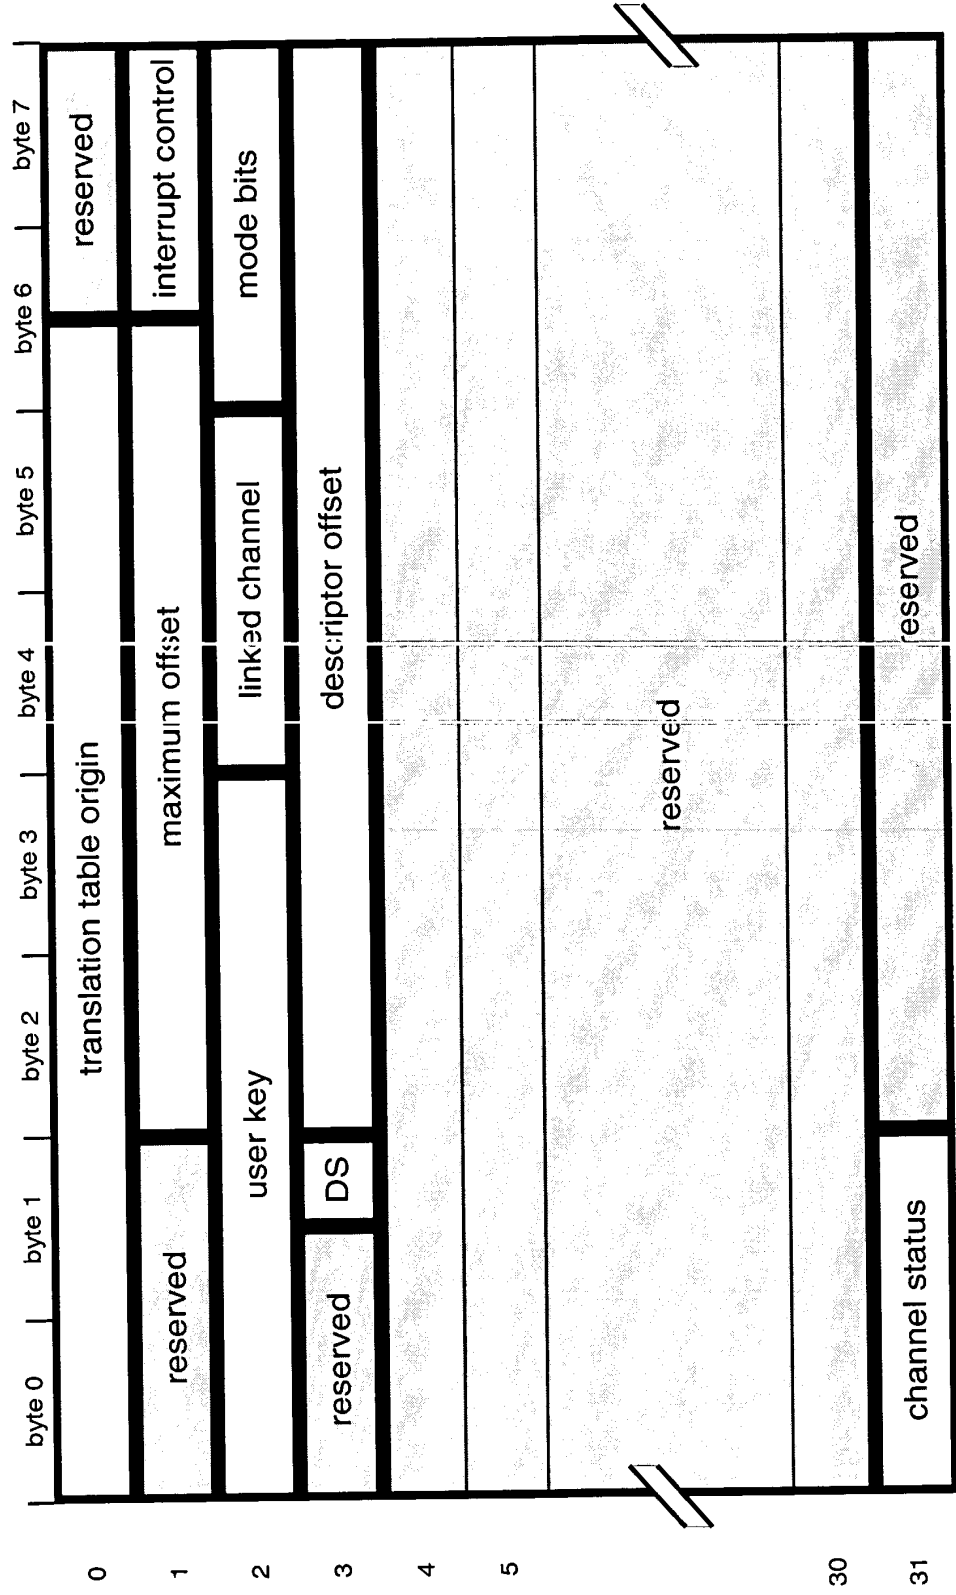 byte 0 byte 1 byte 2 byte 3 byte 4 byte 5 byte 6 byte 7
0 translation table origin reserved
1 reserved maximum offset interrupt control
2 user key linked channel mode bits
3 reserved DS descriptor offset
4
5
reserved
30
31 channel status reserved